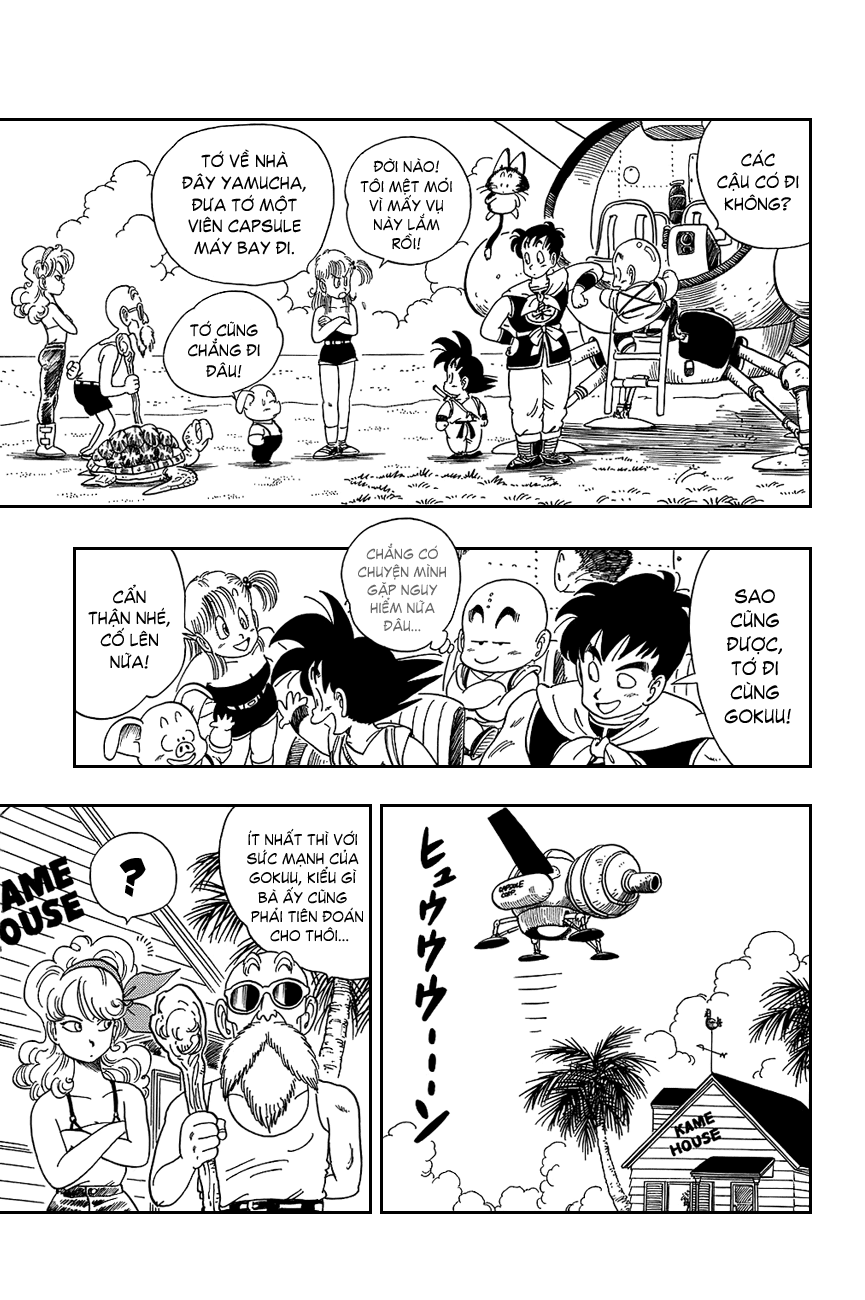 CÁC
CẬU CÓ ĐI
KHÔNG?
ĐỜI NÀO!
TÔI MỆT MỎI
VÌ MẤY VỤ
NÀY LẮM
RỒI!
TỚ VỀ NHÀ
ĐÂY YAMUCHA,
ĐƯA TỚ MỘT
VIÊN CAPSULE
MÁY BAY ĐI.
TỚ CŨNG
CHẲNG ĐI
ĐÂU!
SAO
CŨNG
ĐƯỢC,
TỚ ĐI
CÙNG
GOKUU!
CHẲNG CÓ
CHUYỆN MÌNH
GẶP NGUY
HIỂM NỮA
ĐÂU...
CẨN
THẬN NHÉ,
CỐ LÊN
NỮA!
ヒュウウウーーーン
CAPSULE
CORP.
KAME
HOUSE
ÍT NHẤT THÌ VỚI
SỨC MẠNH CỦA
GOKUU, KIỂU GÌ
BÀ ẤY CŨNG
PHẢI TIÊN ĐOÁN
CHO THÔI...
?
KAME
HOUSE